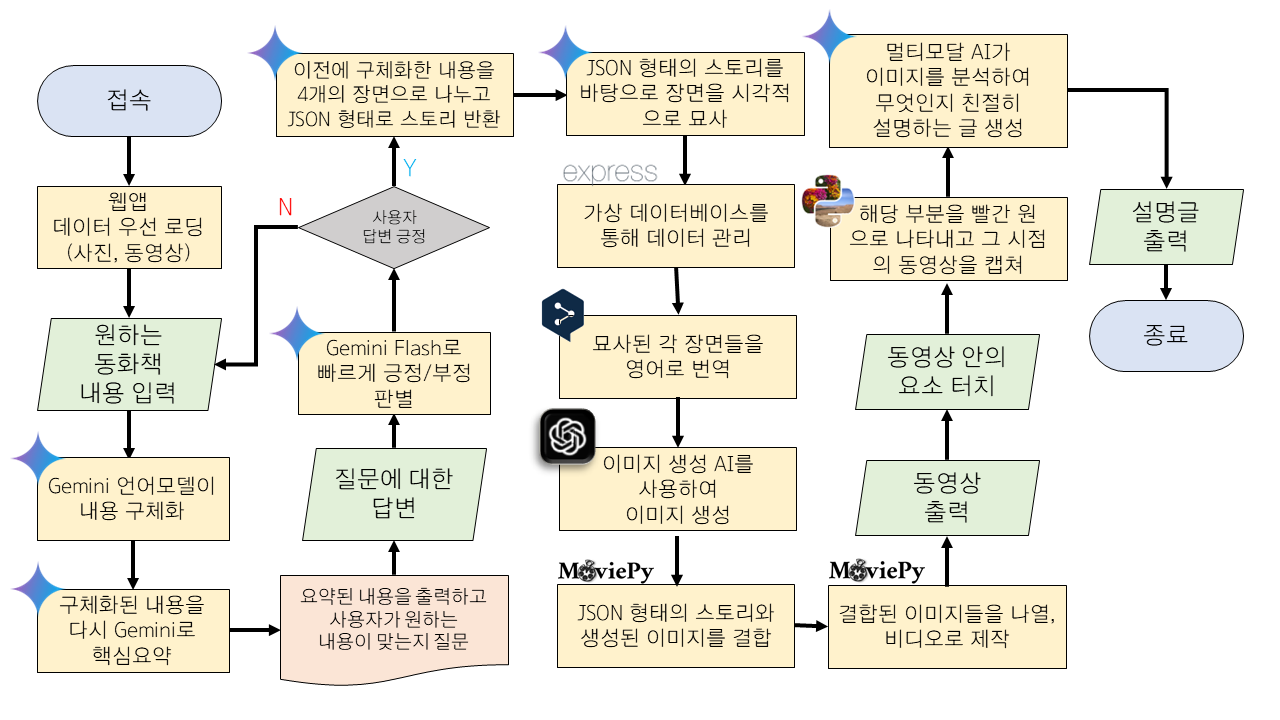 접속
웹앱
데이터 우선 로딩
(사진, 동영상)
원하는
동화책
내용 입력
Gemini 언어모델이
내용 구체화
구체화된 내용을
다시 Gemini로
핵심요약
요약된 내용을 출력하고
사용자가 원하는
내용이 맞는지 질문
질문에 대한
답변
Gemini Flash로
빠르게 긍정/부정
판별
사용자
답변 긍정
N
Y
이전에 구체화한 내용을
4개의 장면으로 나누고
JSON 형태로 스토리 반환
JSON 형태의 스토리를
바탕으로 장면을 시각적
으로 묘사
express
가상 데이터베이스를
통해 데이터 관리
묘사된 각 장면들을
영어로 번역
이미지 생성 AI를
사용하여
이미지 생성
MoviePy
JSON 형태의 스토리와
생성된 이미지를 결합
MoviePy
결합된 이미지들을 나열,
비디오로 제작
동영상
출력
동영상 안의
요소 터치
해당 부분을 빨간 원
으로 나타내고 그 시점
의 동영상을 캡쳐
멀티모달 AI가
이미지를 분석하여
무엇인지 친절히
설명하는 글 생성
설명글
출력
종료